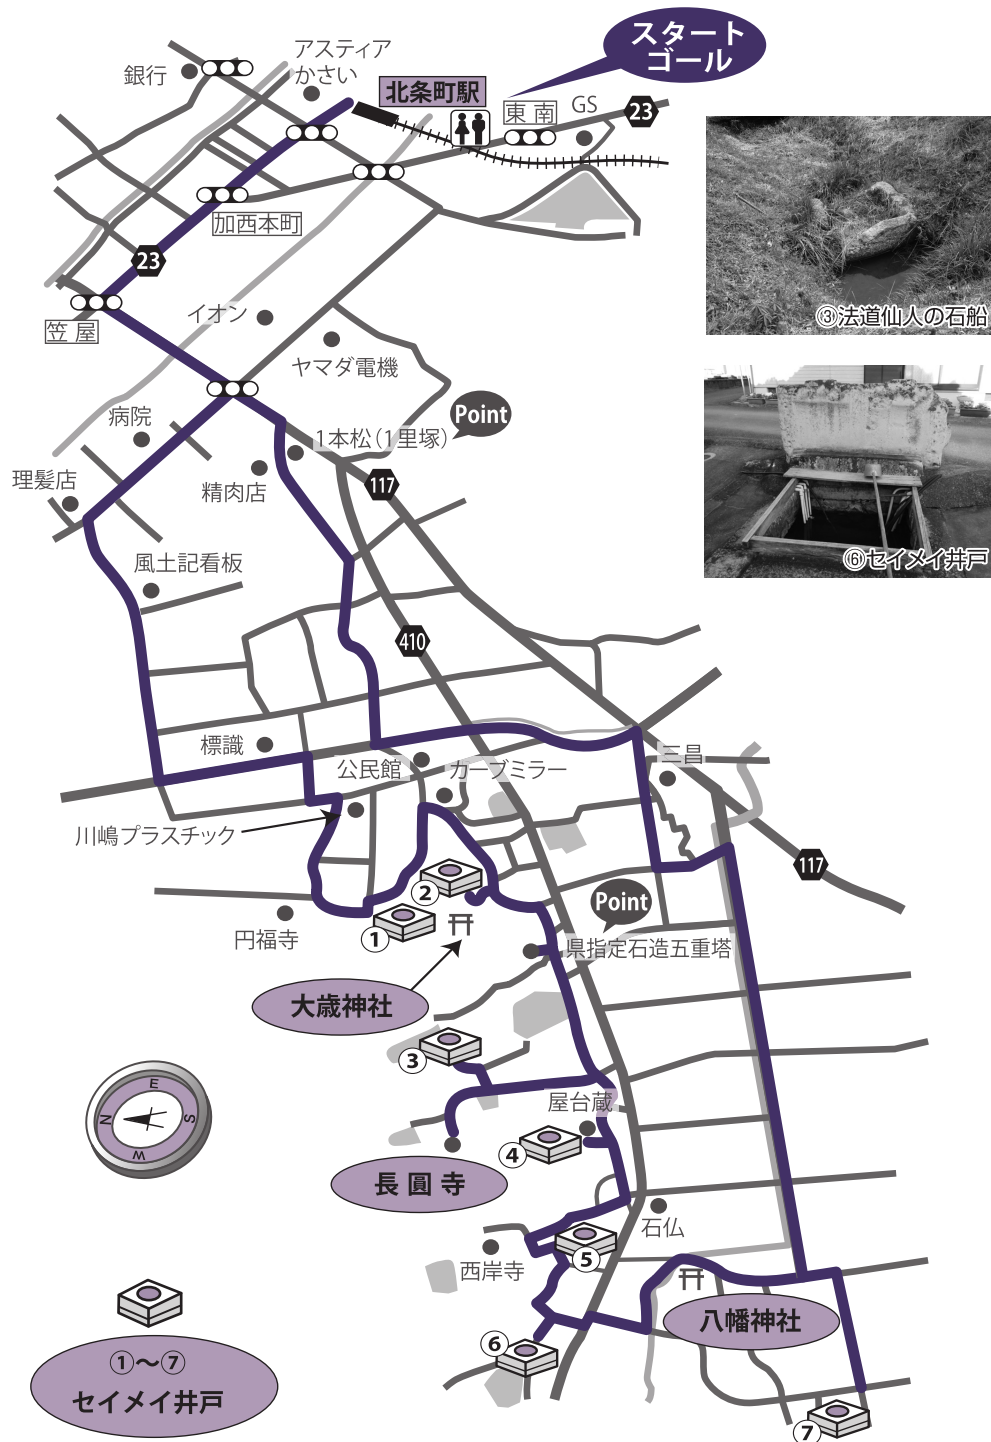 スタート
ゴール
アスティア
かさい
銀行
北条町駅
東南
GS
23
加西本町
23
③法道仙人の石船
笠屋
イオン
ヤマダ電機
Point
病院
1本松（1里塚）
理髪店
精肉店
117
⑥セイメイ井戸
風土記看板
410
標識
三昌
公民館
カーブミラー
川嶋プラスチック
117
②
Point
①
円福寺
県指定石造五重塔
大歳神社
③
E
N
S
W
屋台蔵
④
長圓寺
石仏
⑤
西岸寺
八幡神社
⑥
①〜⑦
セイメイ井戸
⑦